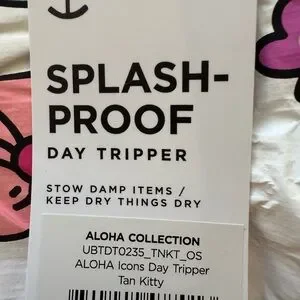 SPLASH-
PROOF
DAY TRIPPER
STOW DAMP ITEMS /
KEEP DRY THINGS DRY
ALOHA COLLECTION
UBTDT0235_TNKT_OS
ALOHA Icons Day Tripper
Tan Kitty